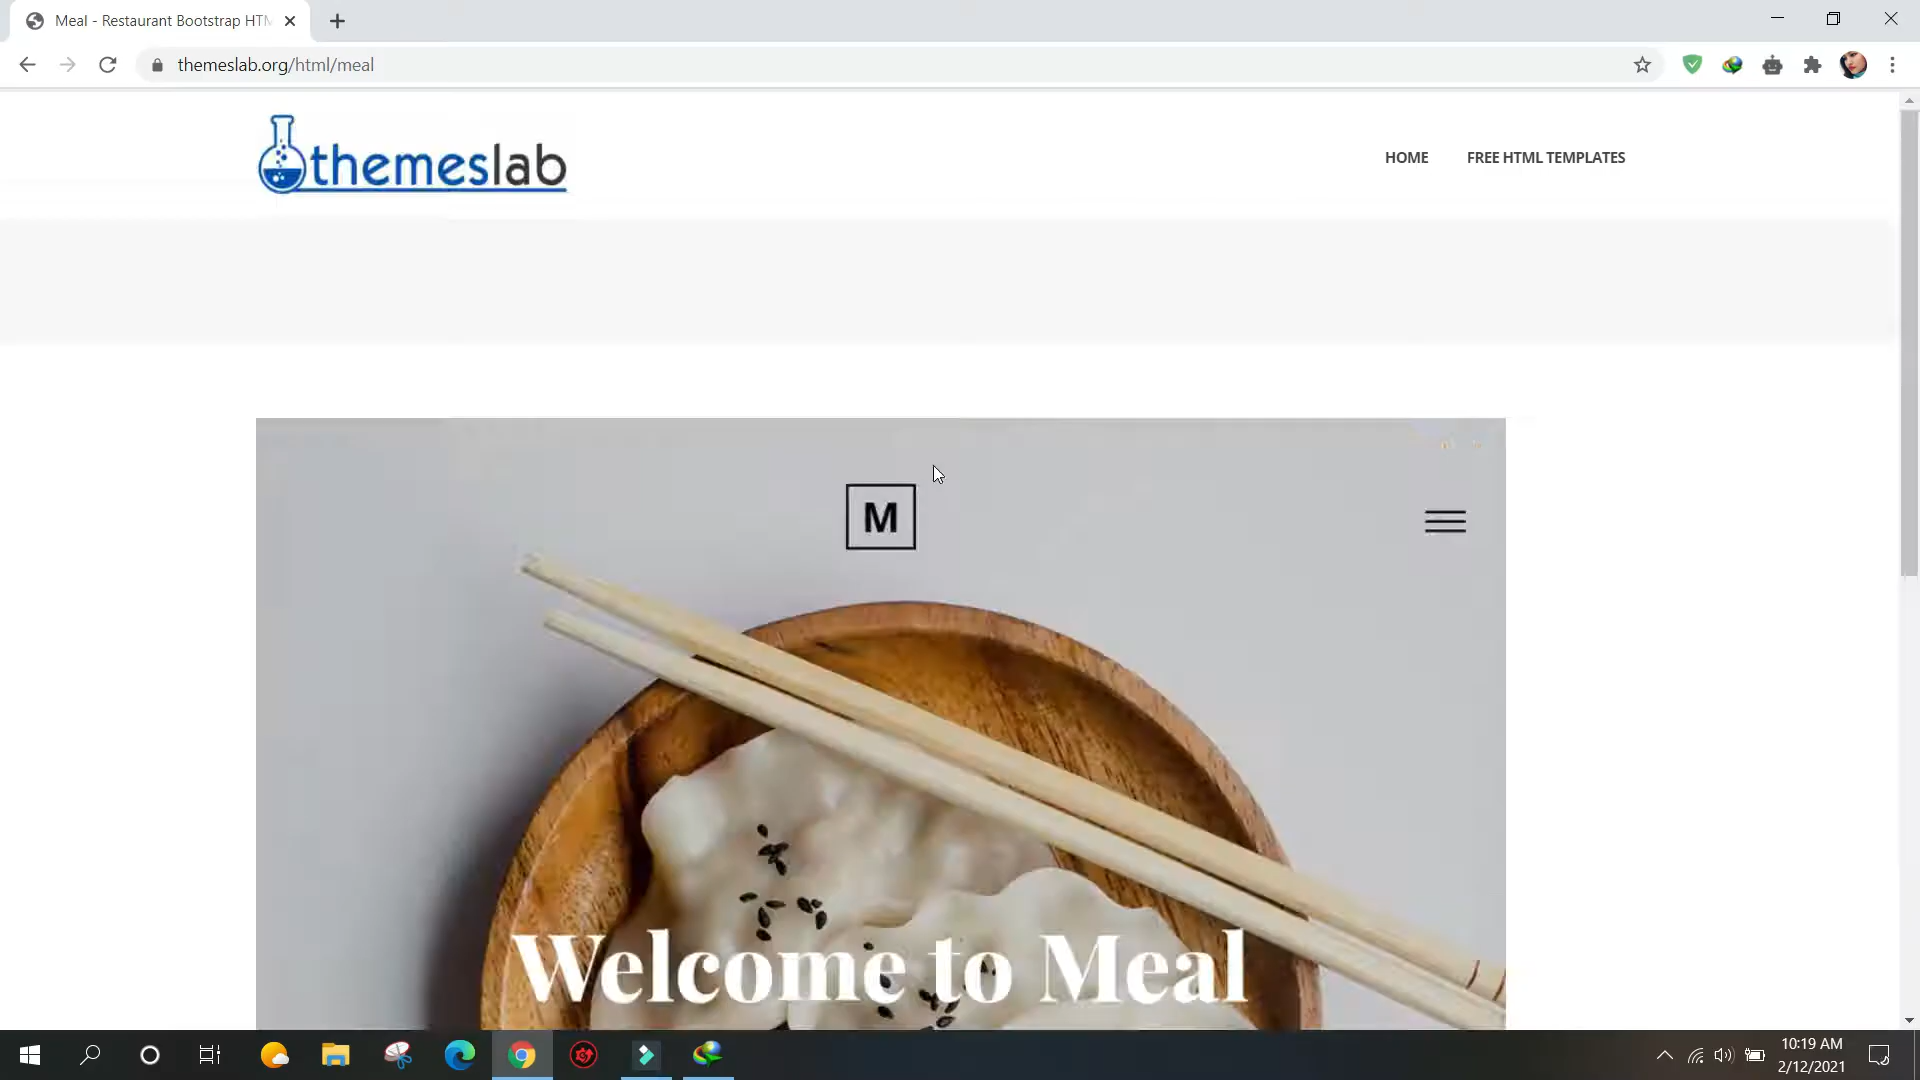 Meal - Restaurant Bootstrap HTM
themeslab.org/html/meal
themeslab
HOME
FREE HTML TEMPLATES
M
Welcome to Meal
10:19 AM
2/12/2021